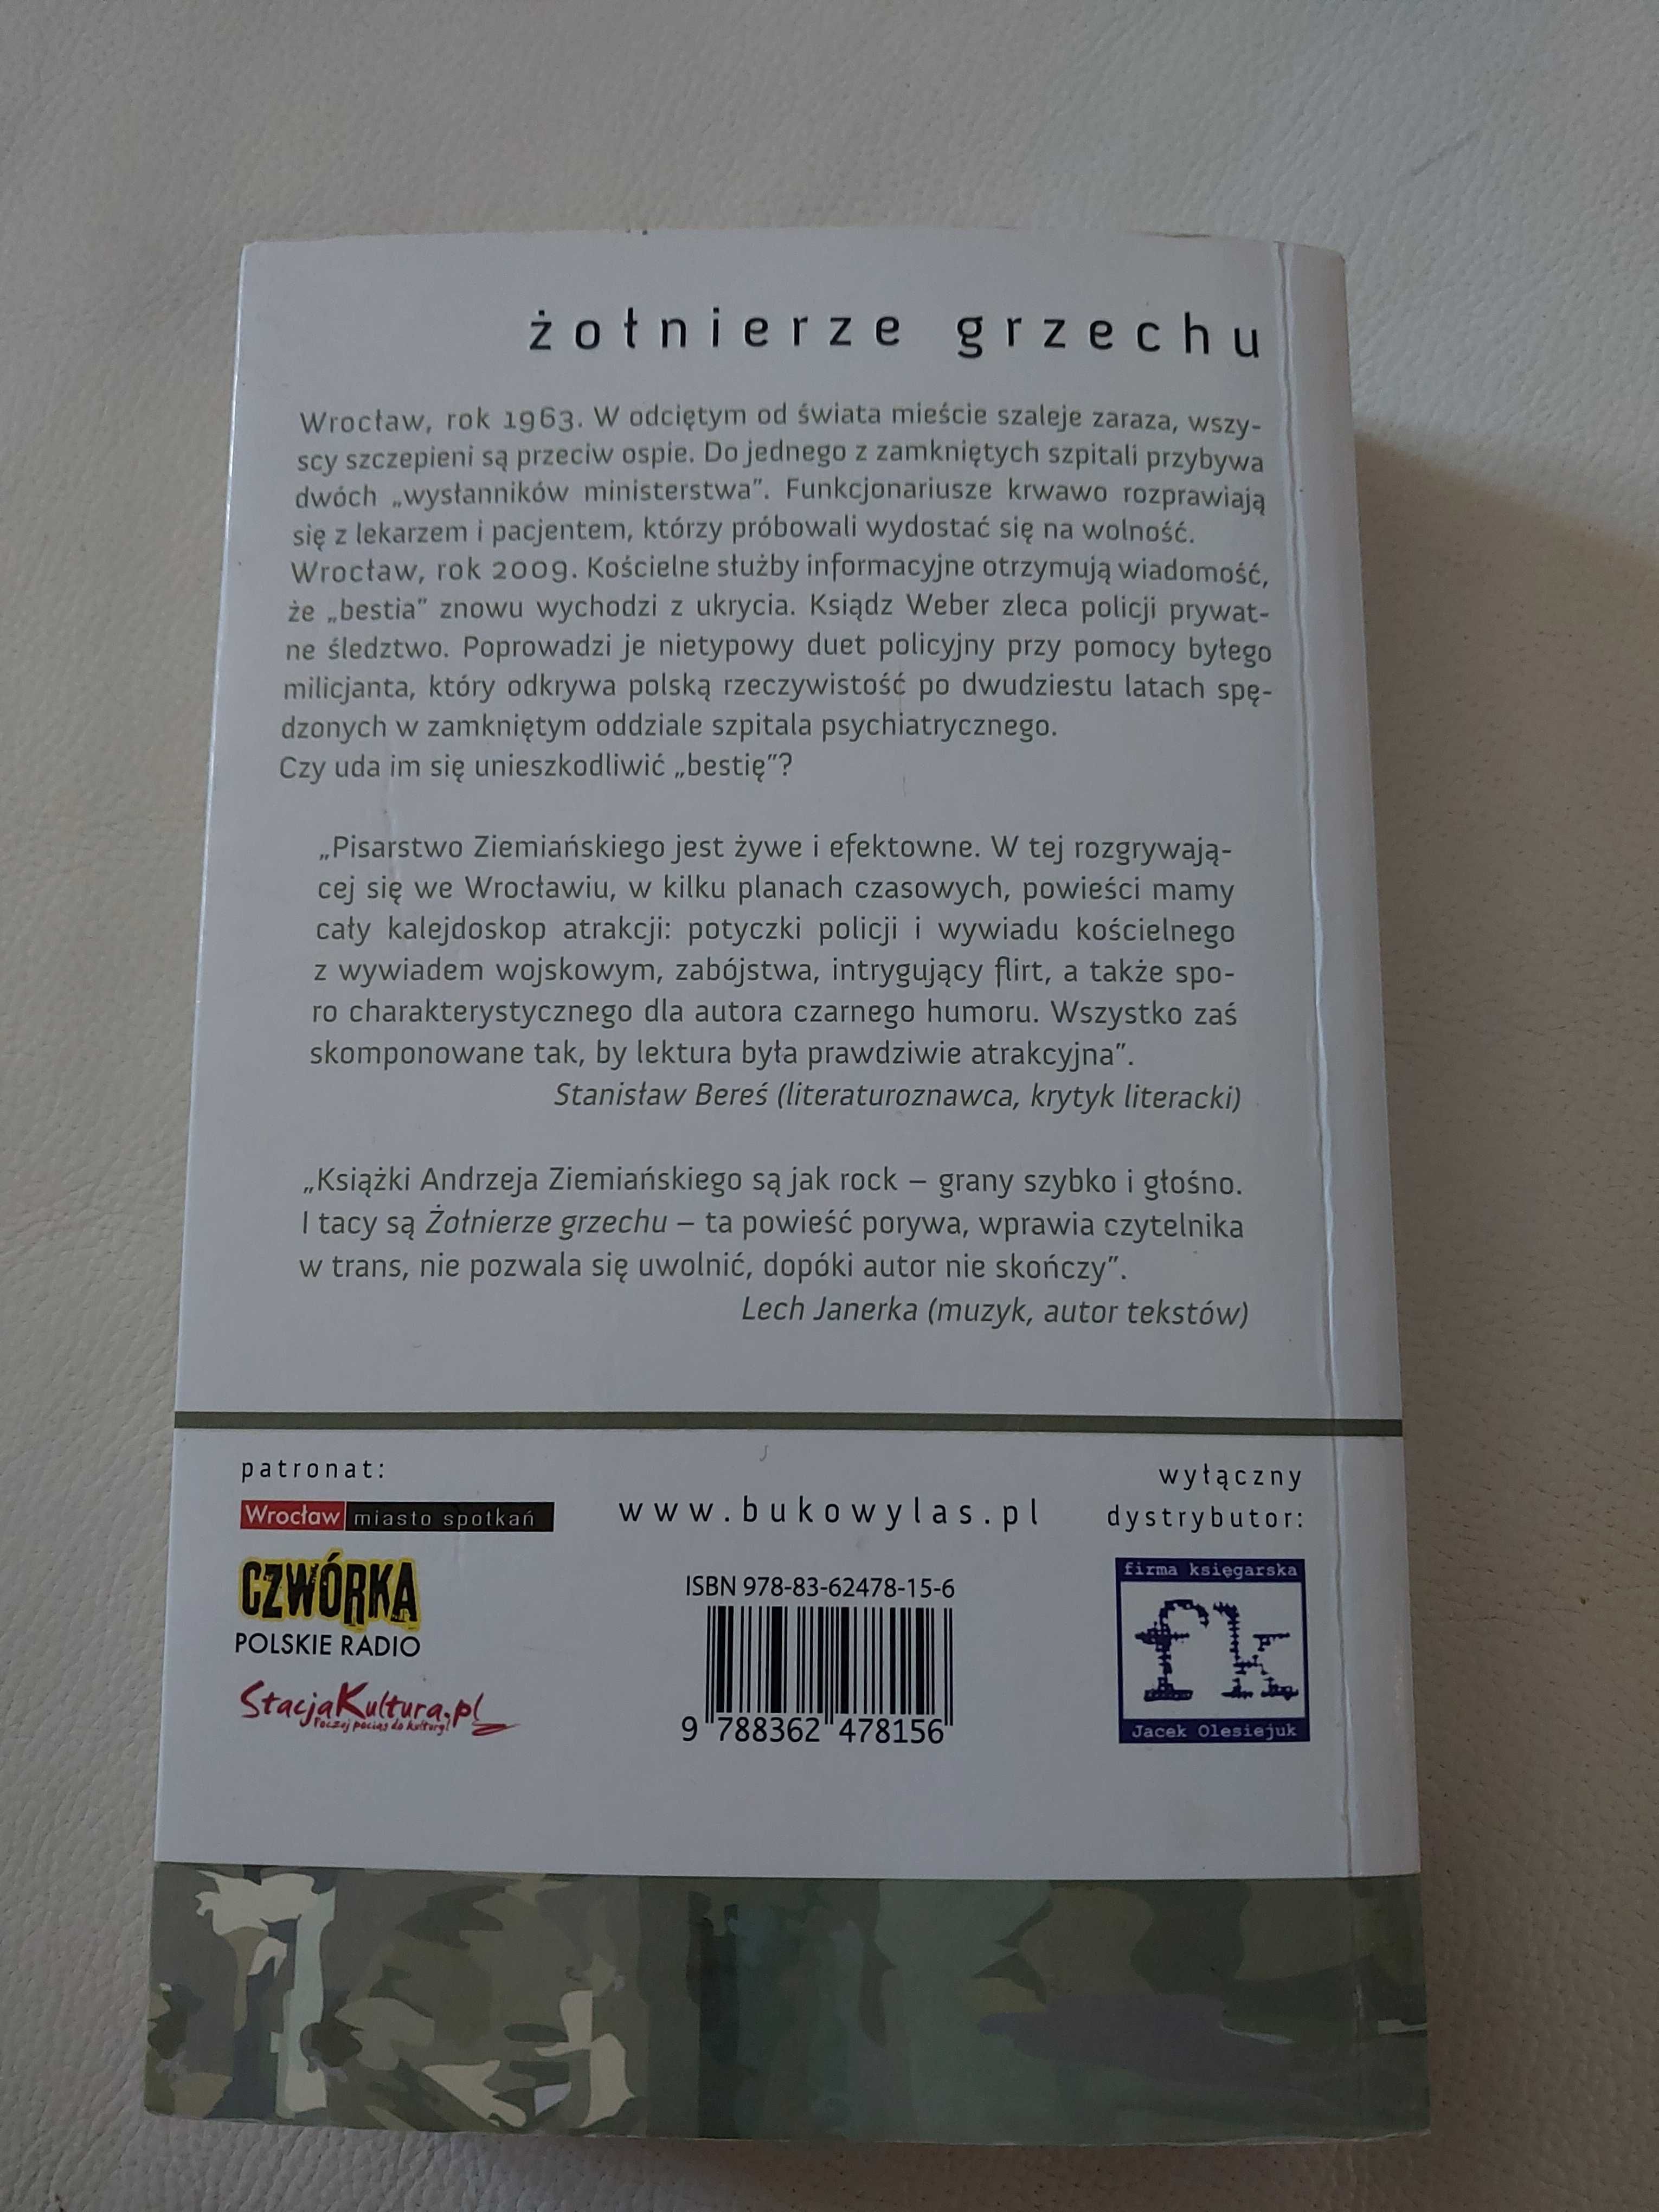 żołnierze grzechu
Wrocław, rok 1963. W odciętym od świata mieście szaleje zaraza, wszy-
scy szczepieni są przeciw ospie. Do jednego z zamkniętych szpitali przybywa
dwóch „wysłanników ministerstwa”. Funkcjonariusze krwawo rozprawiają
się z lekarzem i pacjentem, którzy próbowali wydostać się na wolność.
Wrocław, rok 2009. Kościelne służby informacyjne otrzymują wiadomość,
że „bestia” znowu wychodzi z ukrycia. Ksiądz Weber zleca policji prywat-
ne śledztwo. Poprowadzi je nietypowy duet policyjny przy pomocy byłego
milicjanta, który odkrywa polską rzeczywistość po dwudziestu latach spę-
dzonych w zamkniętym oddziale szpitala psychiatrycznego.
Czy uda im się unieszkodliwić „bestię”?
„Pisarstwo Ziemiańskiego jest żywe i efektowne. W tej rozgrywają-
cej się we Wrocławiu, w kilku planach czasowych, powieści mamy
cały kalejdoskop atrakcji: potyczki policji i wywiadu kościelnego
z wywiadem wojskowym, zabójstwa, intrygujący flirt, a także spo-
ro charakterystycznego dla autora czarnego humoru. Wszystko zaś
skomponowane tak, by lektura była prawdziwie atrakcyjna”.
Stanisław Bereś (literaturoznawca, krytyk literacki)
„Książki Andrzeja Ziemiańskiego są jak rock – grany szybko i głośno.
I tacy są Żołnierze grzechu – ta powieść porywa, wprawia czytelnika
w trans, nie pozwala się uwolnić, dopóki autor nie skończy”.
Lech Janerka (muzyk, autor tekstów)
patronat:
Wrocław miasto spotkań
CZWÓRKA
POLSKIE RADIO
StacjaKultura.pl
Poczuj pociąg do kultury!
www.bukowylas.pl
ISBN 978-83-62478-15-6
9 788362 478156
wyłączny
dystrybutor:
firma księgarska
fk
Jacek Olesiejuk